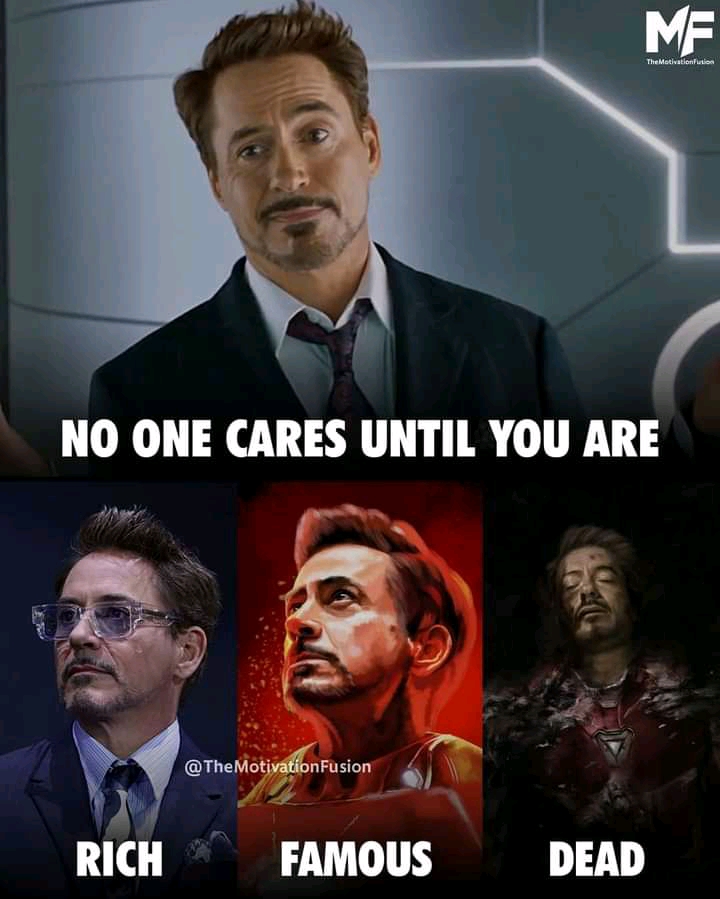 MF
TheMotivationFusion
NO ONE CARES UNTIL YOU ARE
@TheMotivationFusion
RICH
FAMOUS
DEAD